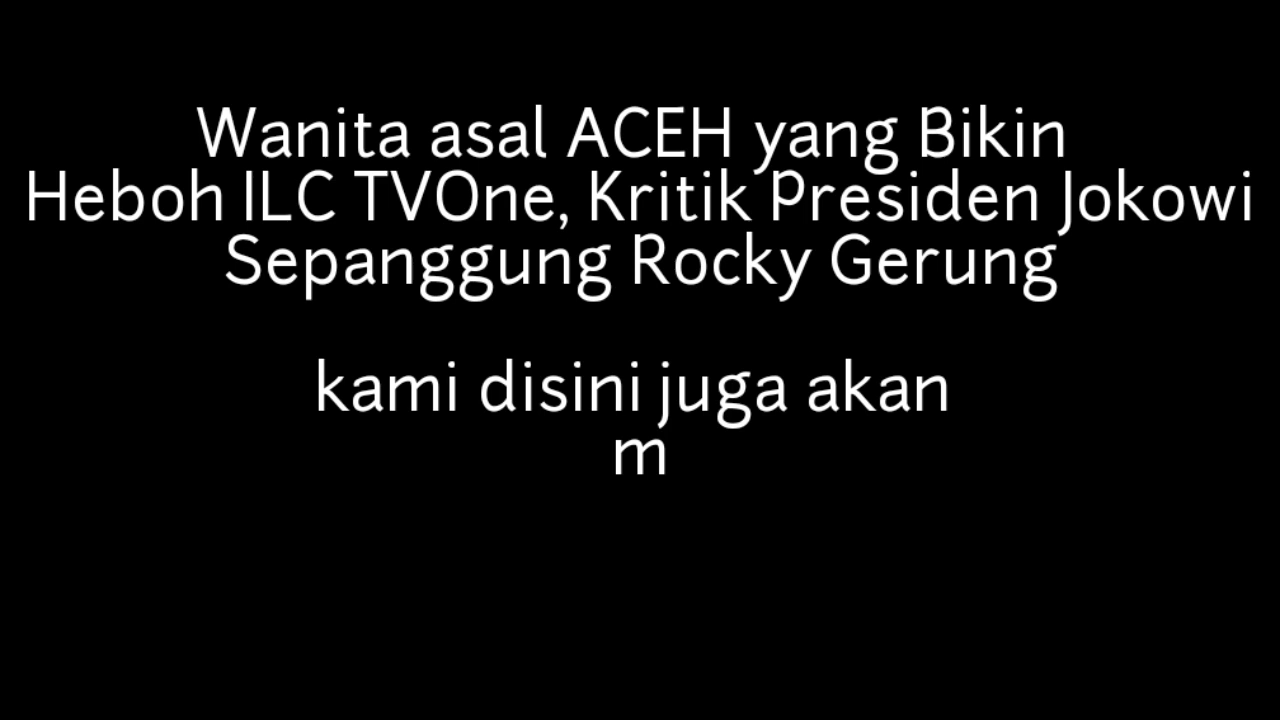 Wanita asal ACEH yang Bikin
Heboh ILC TVOne, Kritik Presiden Jokowi
Sepanggung Rocky Gerung
kami disini juga akan
m